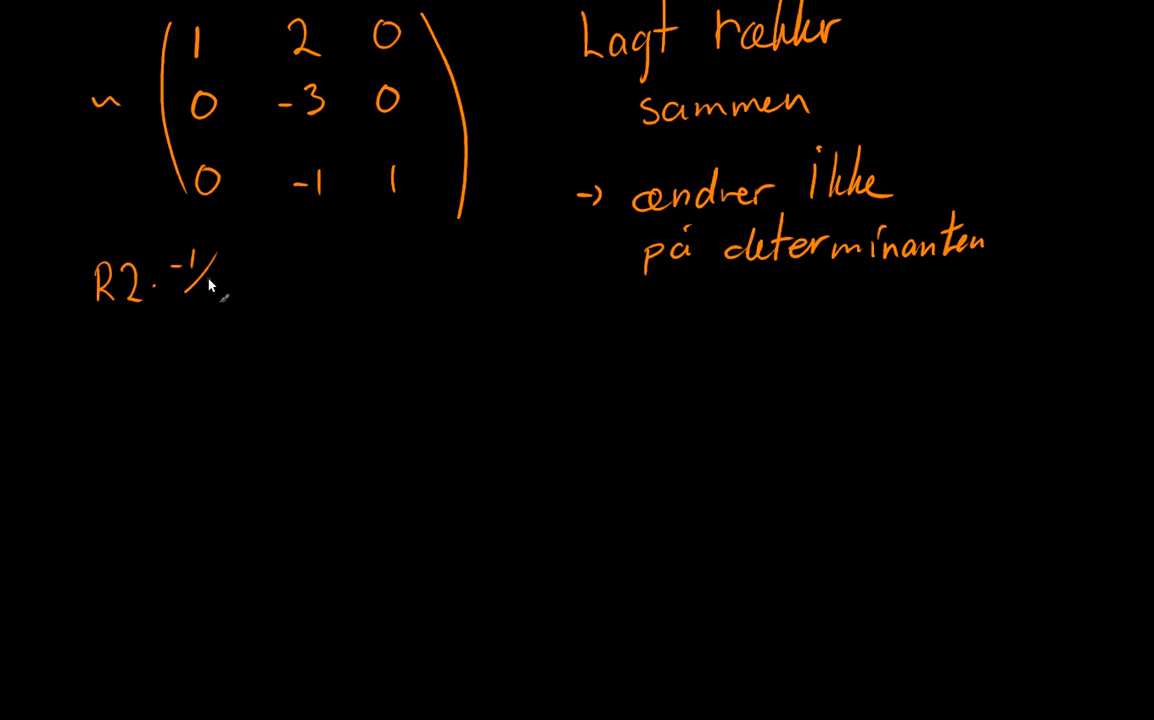 1 2 0 Lagt rækker
~ 0 -3 0 sammen
0 -1 1 -> ændrer ikke
på determinanten
R2 · -1/